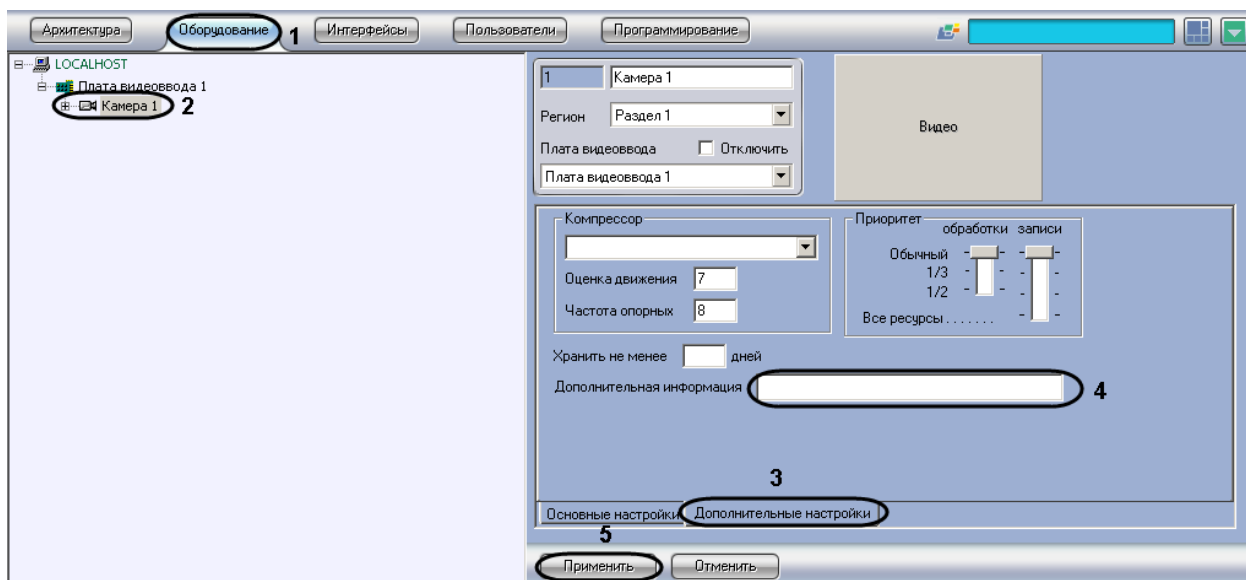 Архитектура Оборудование 1 Интерфейсы Пользователи Программирование
LOCALHOST
Плата видеоввода 1
Камера 1 2
1 Камера 1
Регион Раздел 1
Плата видеоввода Отключить
Плата видеоввода 1
Видео
Компрессор
Оценка движения 7
Частота опорных 8
Приоритет
обработки записи
Обычный
1/3
1/2
Все ресурсы . . . . . . .
Хранить не менее дней
Дополнительная информация 4
3
Основные настройки Дополнительные настройки
5
Применить Отменить